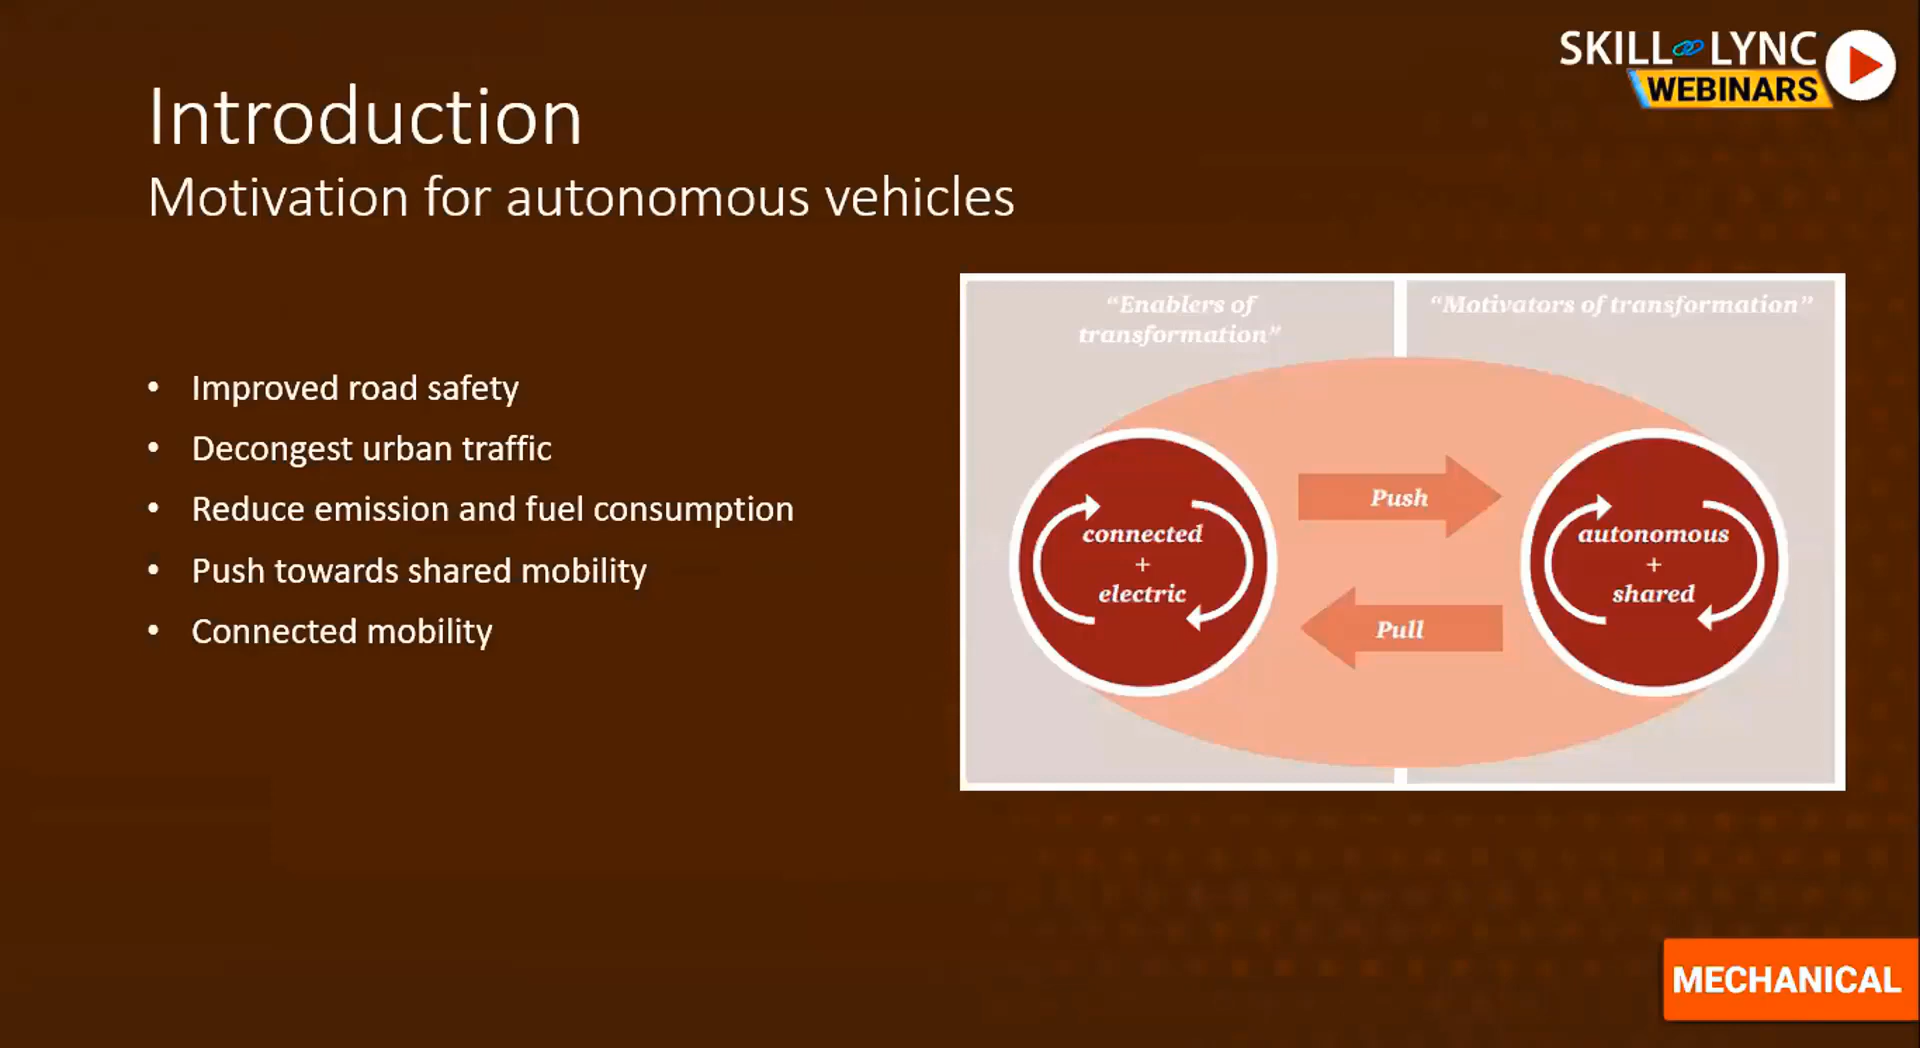 SKILL LYNC
WEBINARS
Introduction
Motivation for autonomous vehicles
• Improved road safety
• Decongest urban traffic
• Reduce emission and fuel consumption
• Push towards shared mobility
• Connected mobility
“Enablers of
transformation”
“Motivators of transformation”
connected
+
electric
Push
Pull
autonomous
+
shared
MECHANICAL